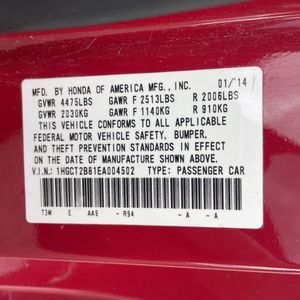 MFD. BY HONDA OF AMERICA MFG., INC. 01/'14
GVWR 4475LBS GAWR F 2513LBS R 2006LBS
GVWR 2030KG GAWR F 1140KG R 910KG
THIS VEHICLE CONFORMS TO ALL APPLICABLE
FEDERAL MOTOR VEHICLE SAFETY, BUMPER,
AND THEFT PREVENTION STANDARDS IN EFFECT
ON THE DATE OF MANUFACTURE SHOWN ABOVE.
V.I.N.: 1HGCT2B81EA004502 TYPE: PASSENGER CAR
T3M E AA9 - R94 - A - A